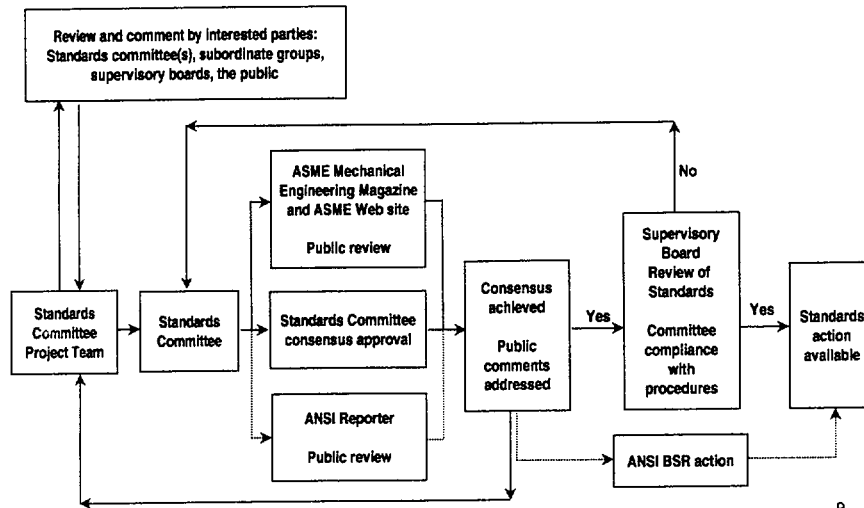 Review and comment by interested parties:
Standards committee(s), subordinate groups,
supervisory boards, the public
No
ASME Mechanical
Engineering Magazine
and ASME Web site
Public review
Supervisory
Board
Review of
Standards
Committee
compliance
with
procedures
Consensus
achieved
Public
comments
addressed
Standards
Committee
Project Team
Standards
Committee
Standards Committee
consensus approval
Yes
Yes
Standards
action
available
ANSI Reporter
Public review
ANSI BSR action